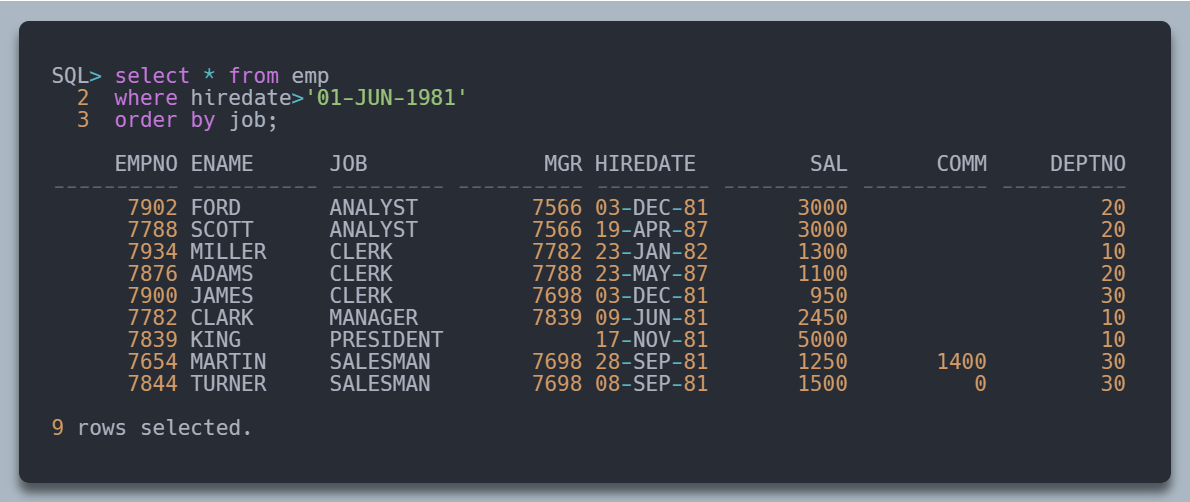 SQL> select * from emp
  2  where hiredate>'01-JUN-1981'
  3  order by job;
     EMPNO ENAME      JOB              MGR HIREDATE         SAL       COMM     DEPTNO
---------- ---------- --------- ---------- --------- ---------- ---------- ----------
      7902 FORD       ANALYST         7566 03-DEC-81       3000                    20
      7788 SCOTT      ANALYST         7566 19-APR-87       3000                    20
      7934 MILLER     CLERK           7782 23-JAN-82       1300                    10
      7876 ADAMS      CLERK           7788 23-MAY-87       1100                    20
      7900 JAMES      CLERK           7698 03-DEC-81        950                    30
      7782 CLARK      MANAGER         7839 09-JUN-81       2450                    10
      7839 KING       PRESIDENT            17-NOV-81       5000                    10
      7654 MARTIN     SALESMAN        7698 28-SEP-81       1250       1400         30
      7844 TURNER     SALESMAN        7698 08-SEP-81       1500          0         30
9 rows selected.